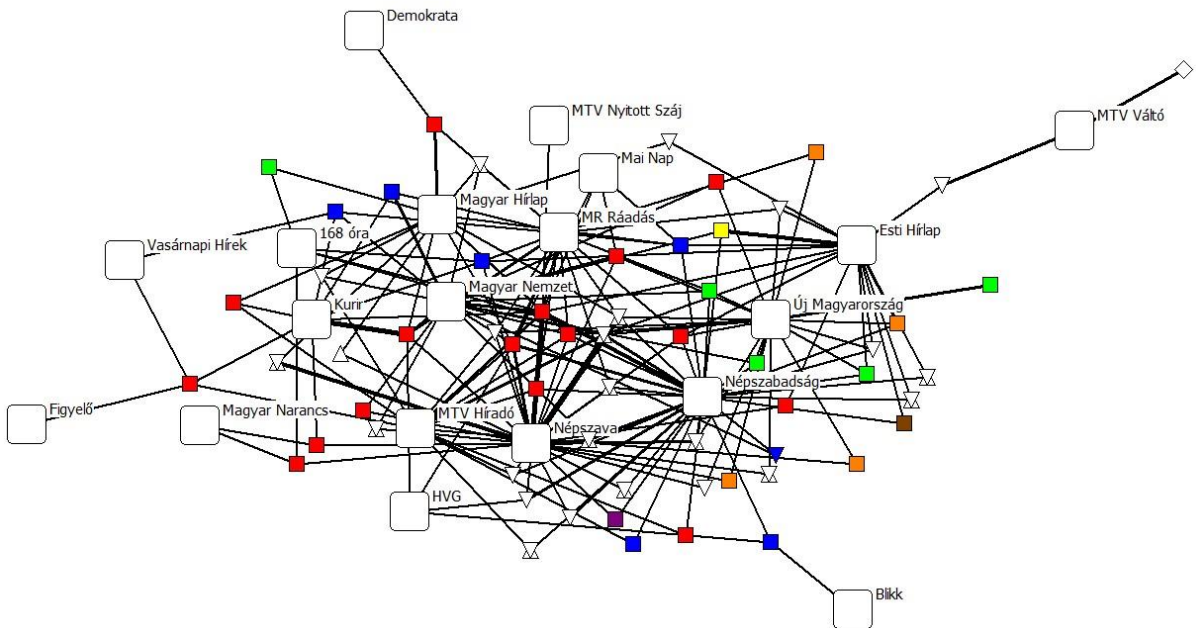 Demokrata
MTV Nyitott Száj
MTV Váltó
Mai Nap
Magyar Hírlap
MR Ráadás
Esti Hírlap
168 óra
Vasárnapi Hírek
Magyar Nemzet
Kurir
Új Magyarország
Népszabadság
Figyelő
Magyar Narancs
MTV Híradó
Népszava
HVG
Blikk